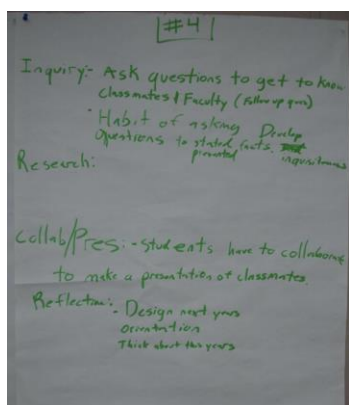 #4
Inquiry:- Ask questions to get to know
Classmates / Faculty (Follow up ques)
· Habit of asking Develop
Questions to stated facts. inquisitiveness
presented
Research:
Collab/Pres: - students have to collaborate
to make a presentation of classmates.
Reflection: - Design next years
orientation
Think about this years